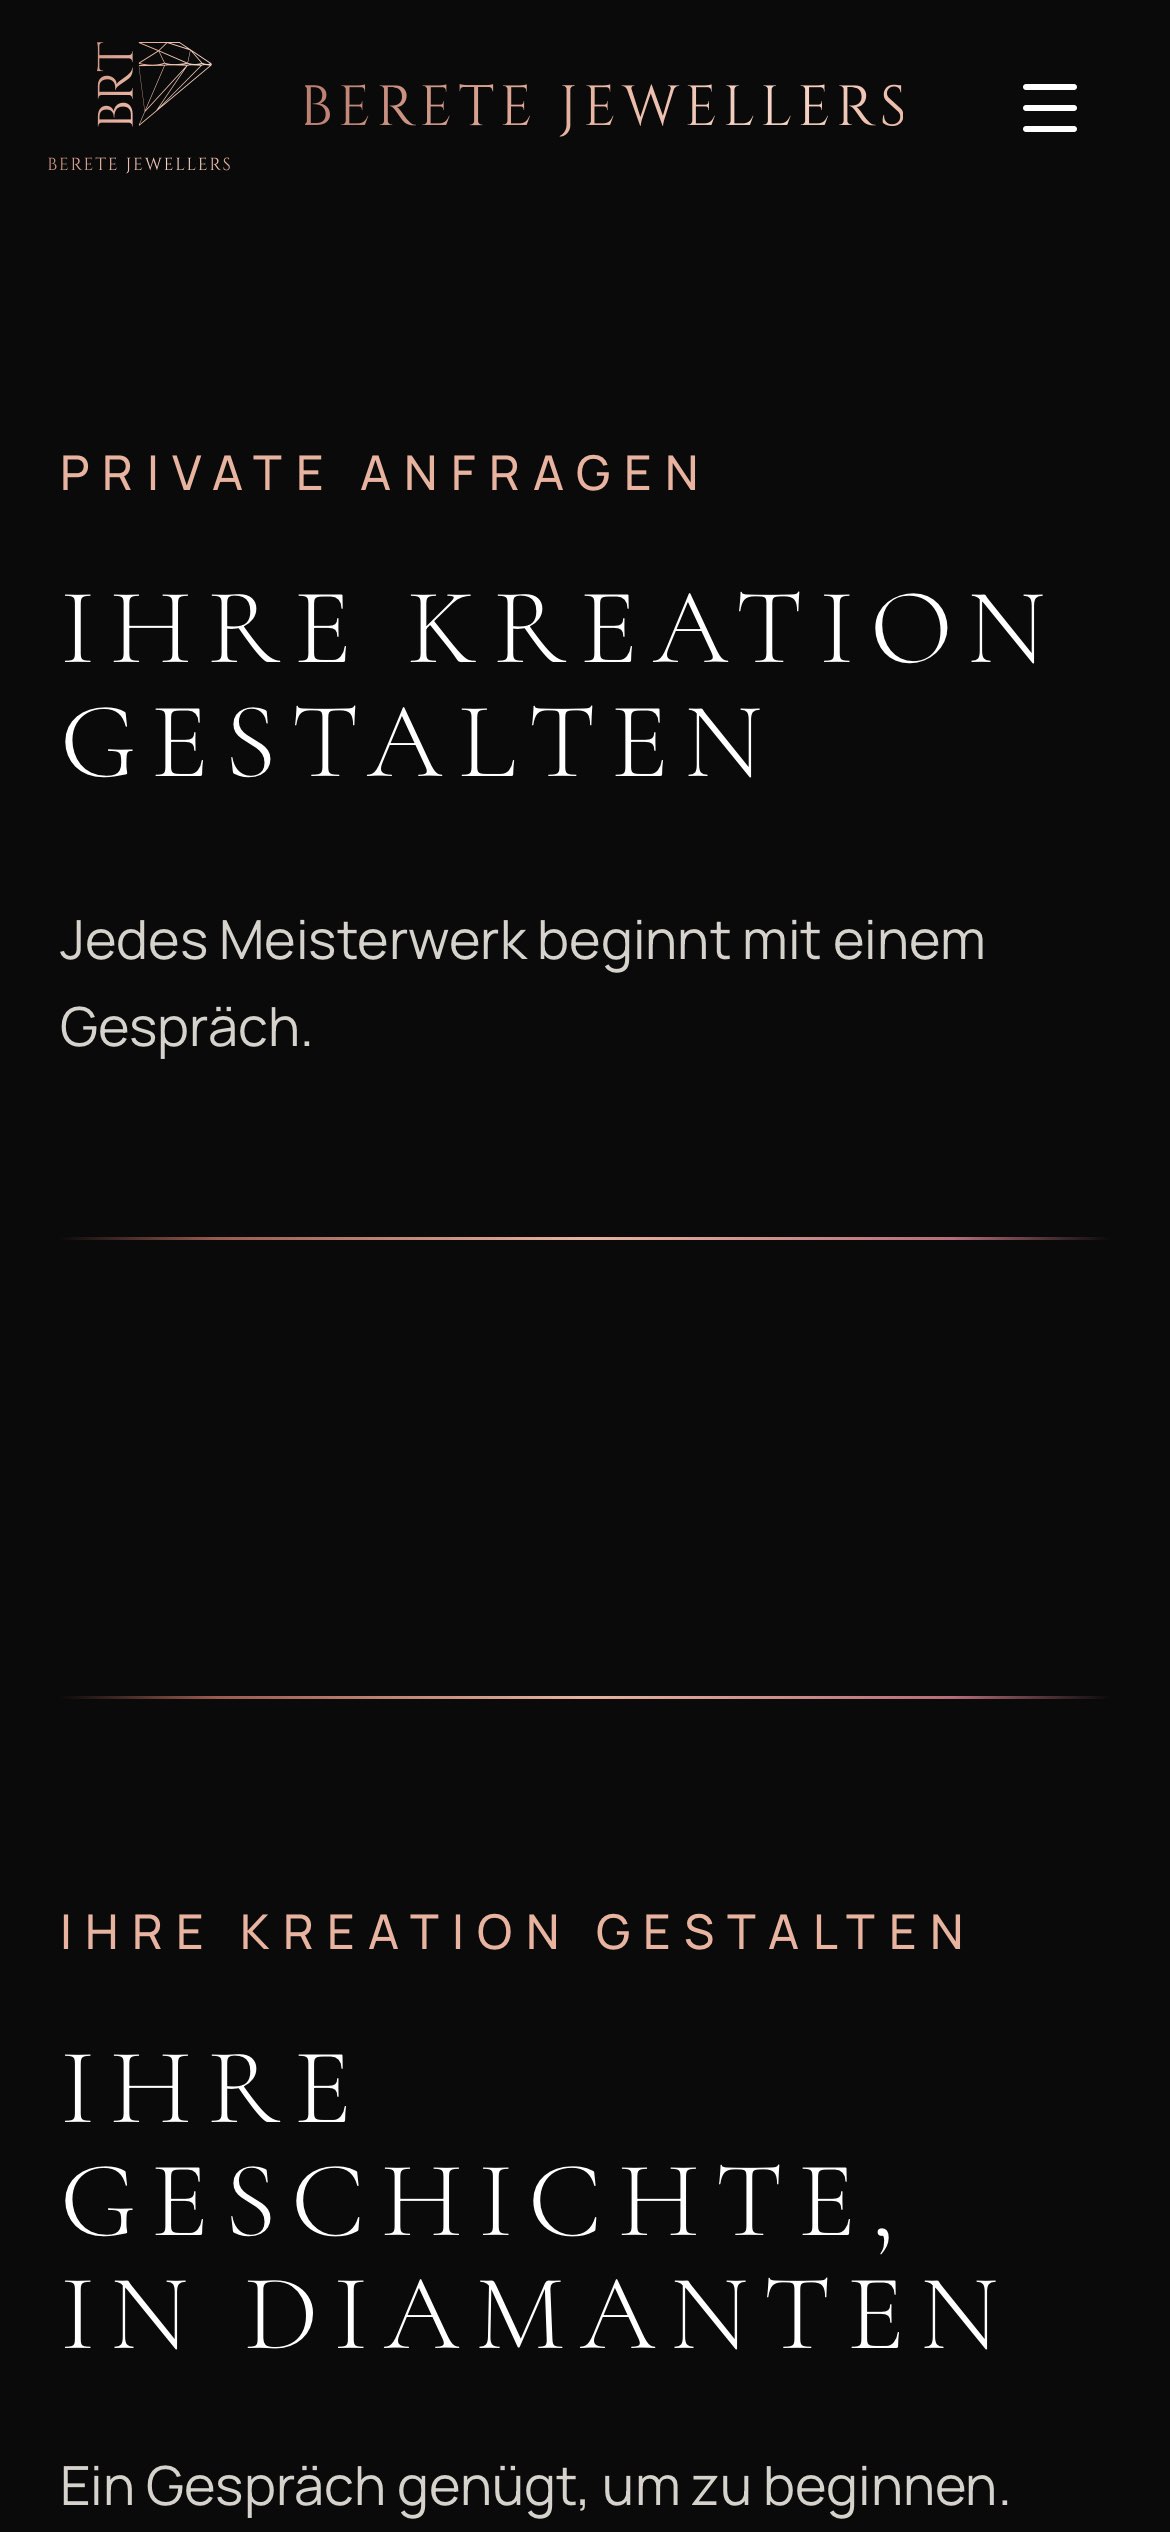 BRT
BERETE JEWELLERS
BERETE JEWELLERS
PRIVATE ANFRAGEN
IHRE KREATION
GESTALTEN
Jedes Meisterwerk beginnt mit einem
Gespräch.
IHRE KREATION GESTALTEN
IHRE
GESCHICHTE,
IN DIAMANTEN
Ein Gespräch genügt, um zu beginnen.